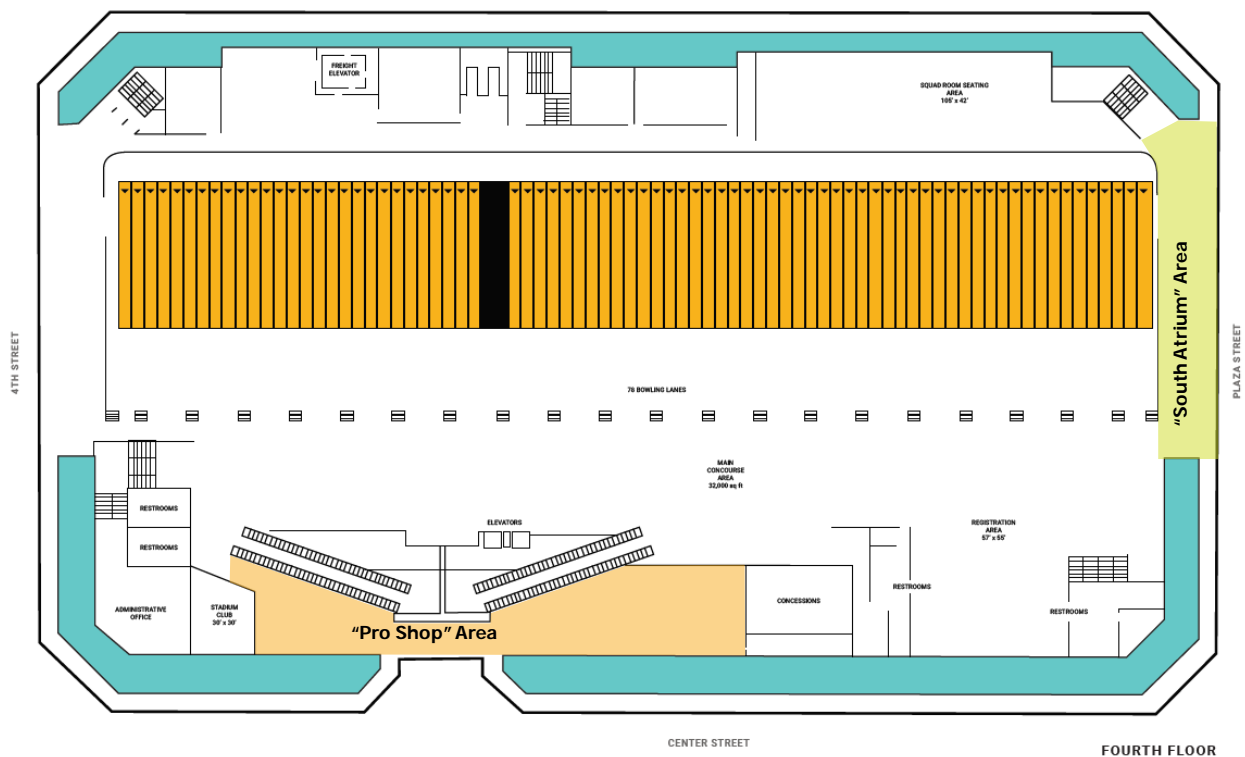 FREIGHT
ELEVATOR
SQUAD ROOM SEATING
AREA
105' x 42'
"South Atrium" Area
4TH STREET
PLAZA STREET
78 BOWLING LANES
MAIN
CONCOURSE
AREA
32,000 sq ft
RESTROOMS
ELEVATORS
REGISTRATION
AREA
57' x 55'
RESTROOMS
RESTROOMS
ADMINISTRATIVE
OFFICE
STADIUM
CLUB
30' x 30'
CONCESSIONS
RESTROOMS
"Pro Shop" Area
CENTER STREET
FOURTH FLOOR